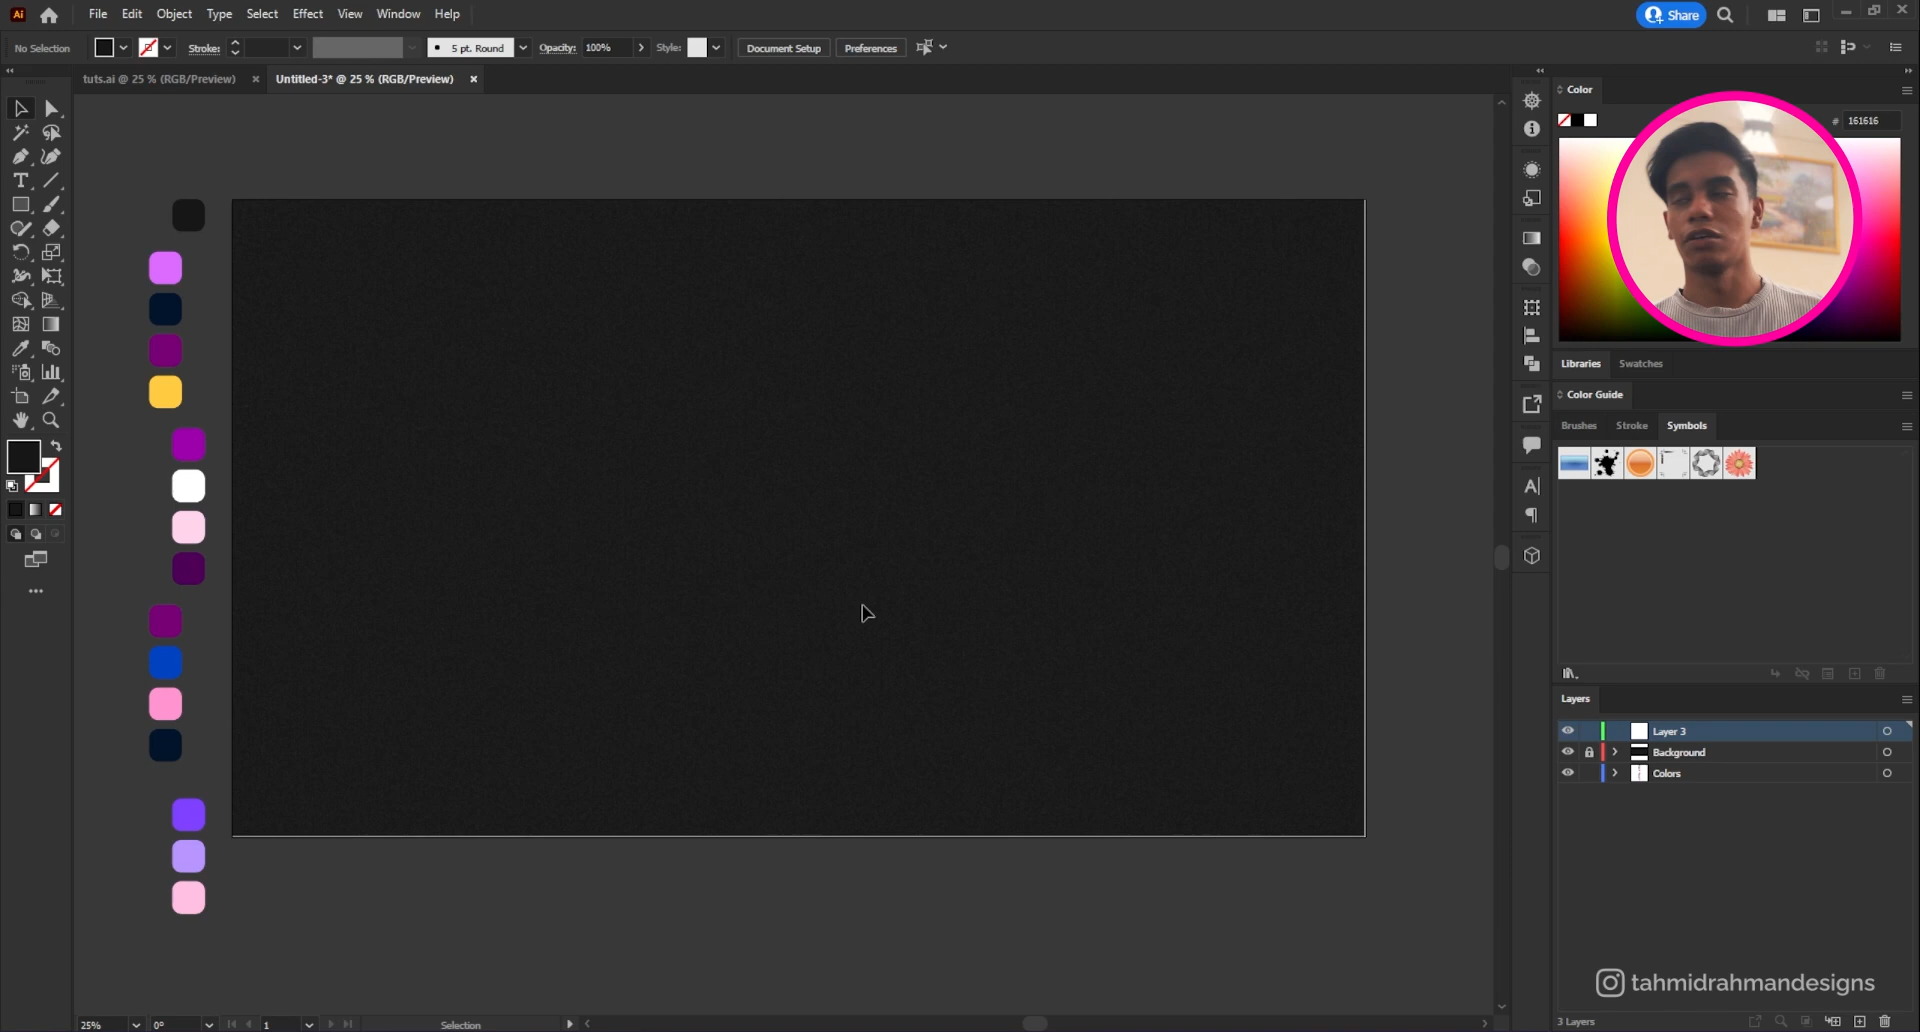 Ai File Edit Object Type Select Effect View Window Help Share
No Selection Stroke: 5 pt. Round Opacity: 100% Style: Document Setup Preferences
tuts.ai @ 25 % (RGB/Preview) × Untitled-3* @ 25 % (RGB/Preview) ×
Color
# 161616
Libraries Swatches
Color Guide
Brushes Stroke Symbols
Layers
Layer 3
Background
Colors
tahmidrahmandesigns
25% 0° 1 Selection 3 Layers